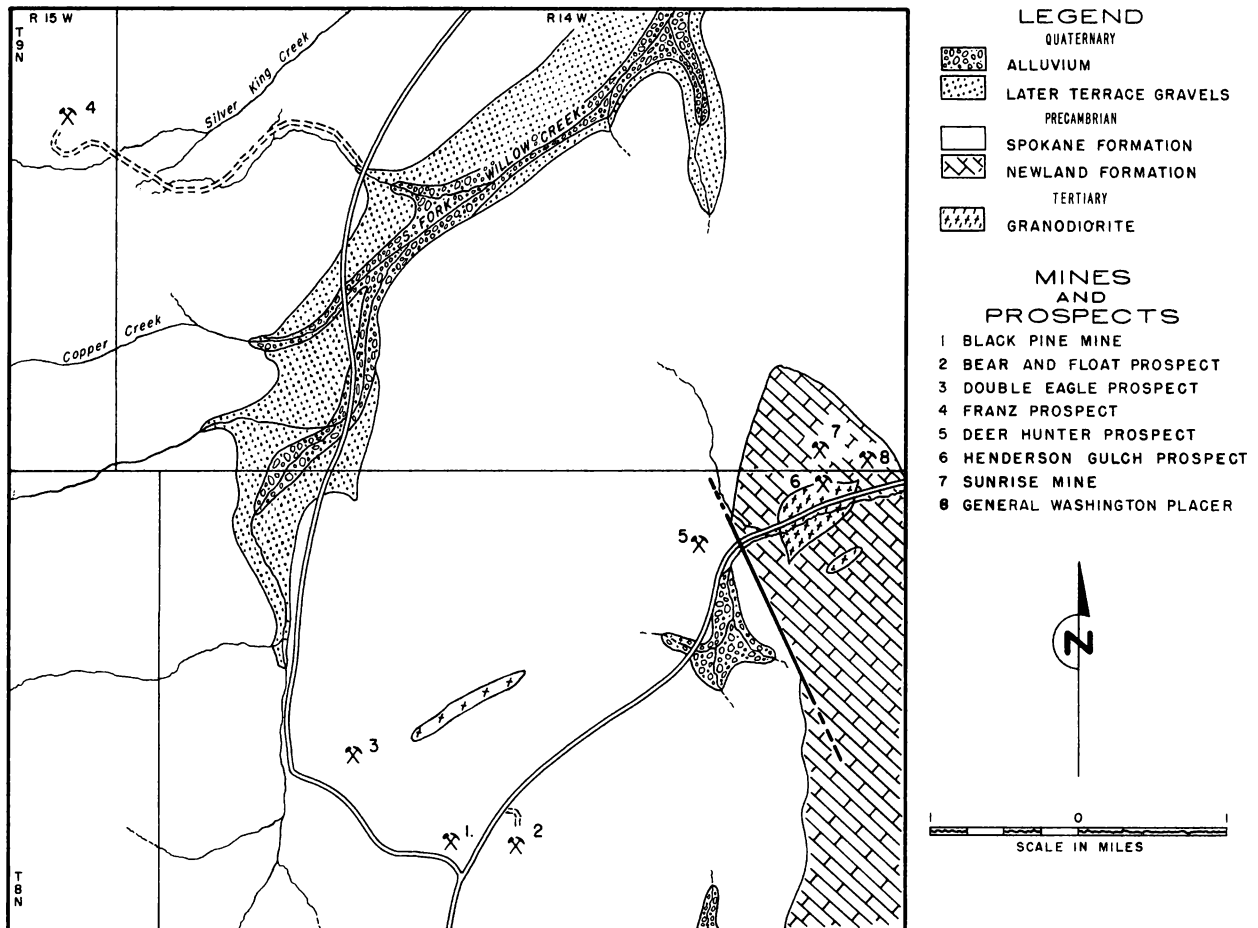 R 15 W
R 14 W
T
9
N
Silver King Creek
4
S. FORK WILLOW CREEK
Copper Creek
7
8
6
5
3
1.
2
T
8
N
LEGEND
QUATERNARY
ALLUVIUM
LATER TERRACE GRAVELS
PRECAMBRIAN
SPOKANE FORMATION
NEWLAND FORMATION
TERTIARY
GRANODIORITE
MINES
AND
PROSPECTS
1 BLACK PINE MINE
2 BEAR AND FLOAT PROSPECT
3 DOUBLE EAGLE PROSPECT
4 FRANZ PROSPECT
5 DEER HUNTER PROSPECT
6 HENDERSON GULCH PROSPECT
7 SUNRISE MINE
8 GENERAL WASHINGTON PLACER
N
1 0 1
SCALE IN MILES